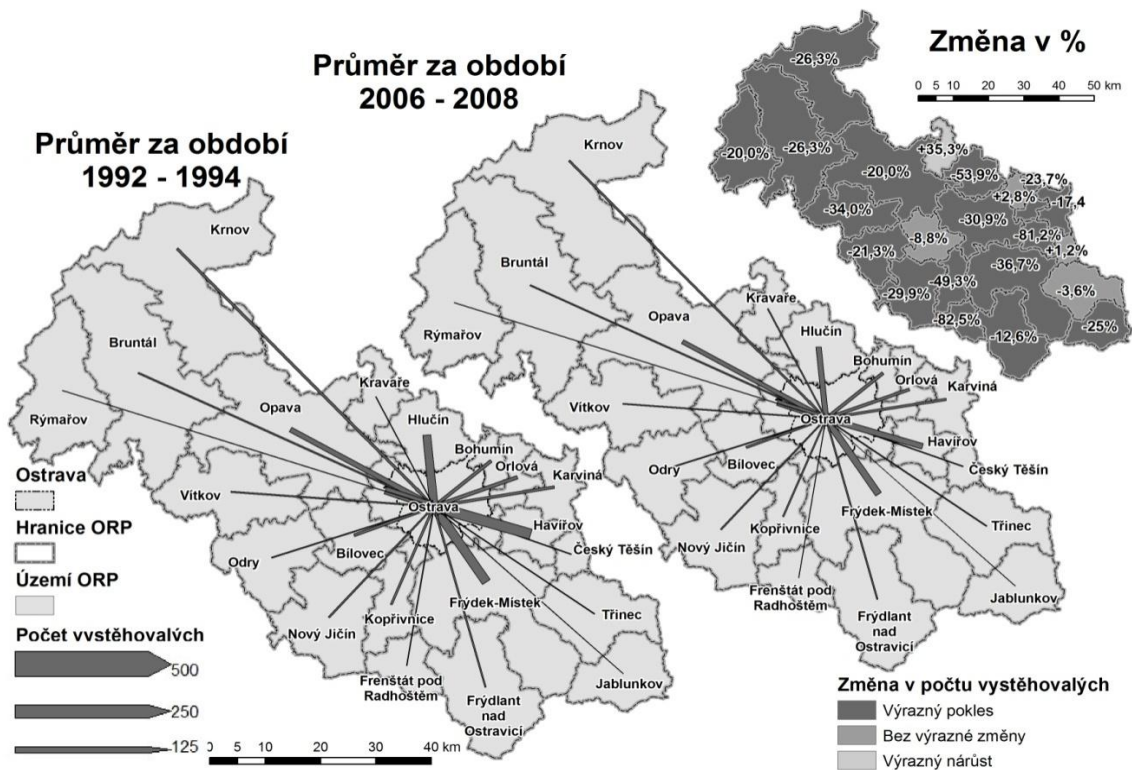 Průměr za období
1992 - 1994
Krnov
Bruntál
Rýmařov
Opava
Kravaře
Hlučín
Bohumín
Orlová
Karviná
Vítkov
Ostrava
Havířov
Odry
Bílovec
Český Těšín
Nový Jičín
Kopřivnice
Frýdek-Místek
Třinec
Frenštát pod
Radhoštěm
Frýdlant
nad
Ostravicí
Jablunkov
Průměr za období
2006 - 2008
Krnov
Bruntál
Rýmařov
Opava
Kravaře
Hlučín
Bohumín
Orlová
Karviná
Vítkov
Ostrava
Havířov
Odry
Bílovec
Český Těšín
Nový Jičín
Kopřivnice
Frýdek-Místek
Třinec
Frenštát pod
Radhoštěm
Frýdlant
nad
Ostravicí
Jablunkov
Změna v %
0 10 20 30 40 50 km
-26,3%
-20,0%
-26,3%
+35,3%
-20,0%
-53,9%
-23,7%
+2,8%
-17,4
-34,0%
-30,9%
-81,2%
-8,8%
+1,2%
-21,3%
-36,7%
-49,3%
-3,6%
-29,9%
-82,5%
-12,6%
-25%
Ostrava
Hranice ORP
Území ORP
Počet vvstěhovalých
500
250
125
0 5 10 20 30 40 km
Změna v počtu vystěhovalých
Výrazný pokles
Bez výrazné změny
Výrazný nárůst